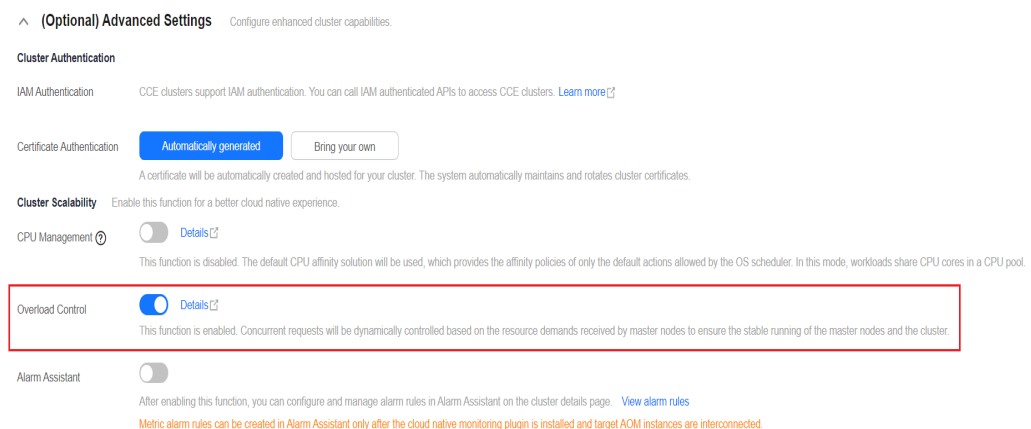 (Optional) Advanced Settings Configure enhanced cluster capabilities.
Cluster Authentication
IAM Authentication CCE clusters support IAM authentication. You can call IAM authenticated APIs to access CCE clusters. Learn more
Certificate Authentication Automatically generated Bring your own
A certificate will be automatically created and hosted for your cluster. The system automatically maintains and rotates cluster certificates.
Cluster Scalability Enable this function for a better cloud native experience.
CPU Management ? Details
This function is disabled. The default CPU affinity solution will be used, which provides the affinity policies of only the default actions allowed by the OS scheduler. In this mode, workloads share CPU cores in a CPU pool.
Overload Control Details
This function is enabled. Concurrent requests will be dynamically controlled based on the resource demands received by master nodes to ensure the stable running of the master nodes and the cluster.
Alarm Assistant
After enabling this function, you can configure and manage alarm rules in Alarm Assistant on the cluster details page. View alarm rules
Metric alarm rules can be created in Alarm Assistant only after the cloud native monitoring plugin is installed and target AOM instances are interconnected.